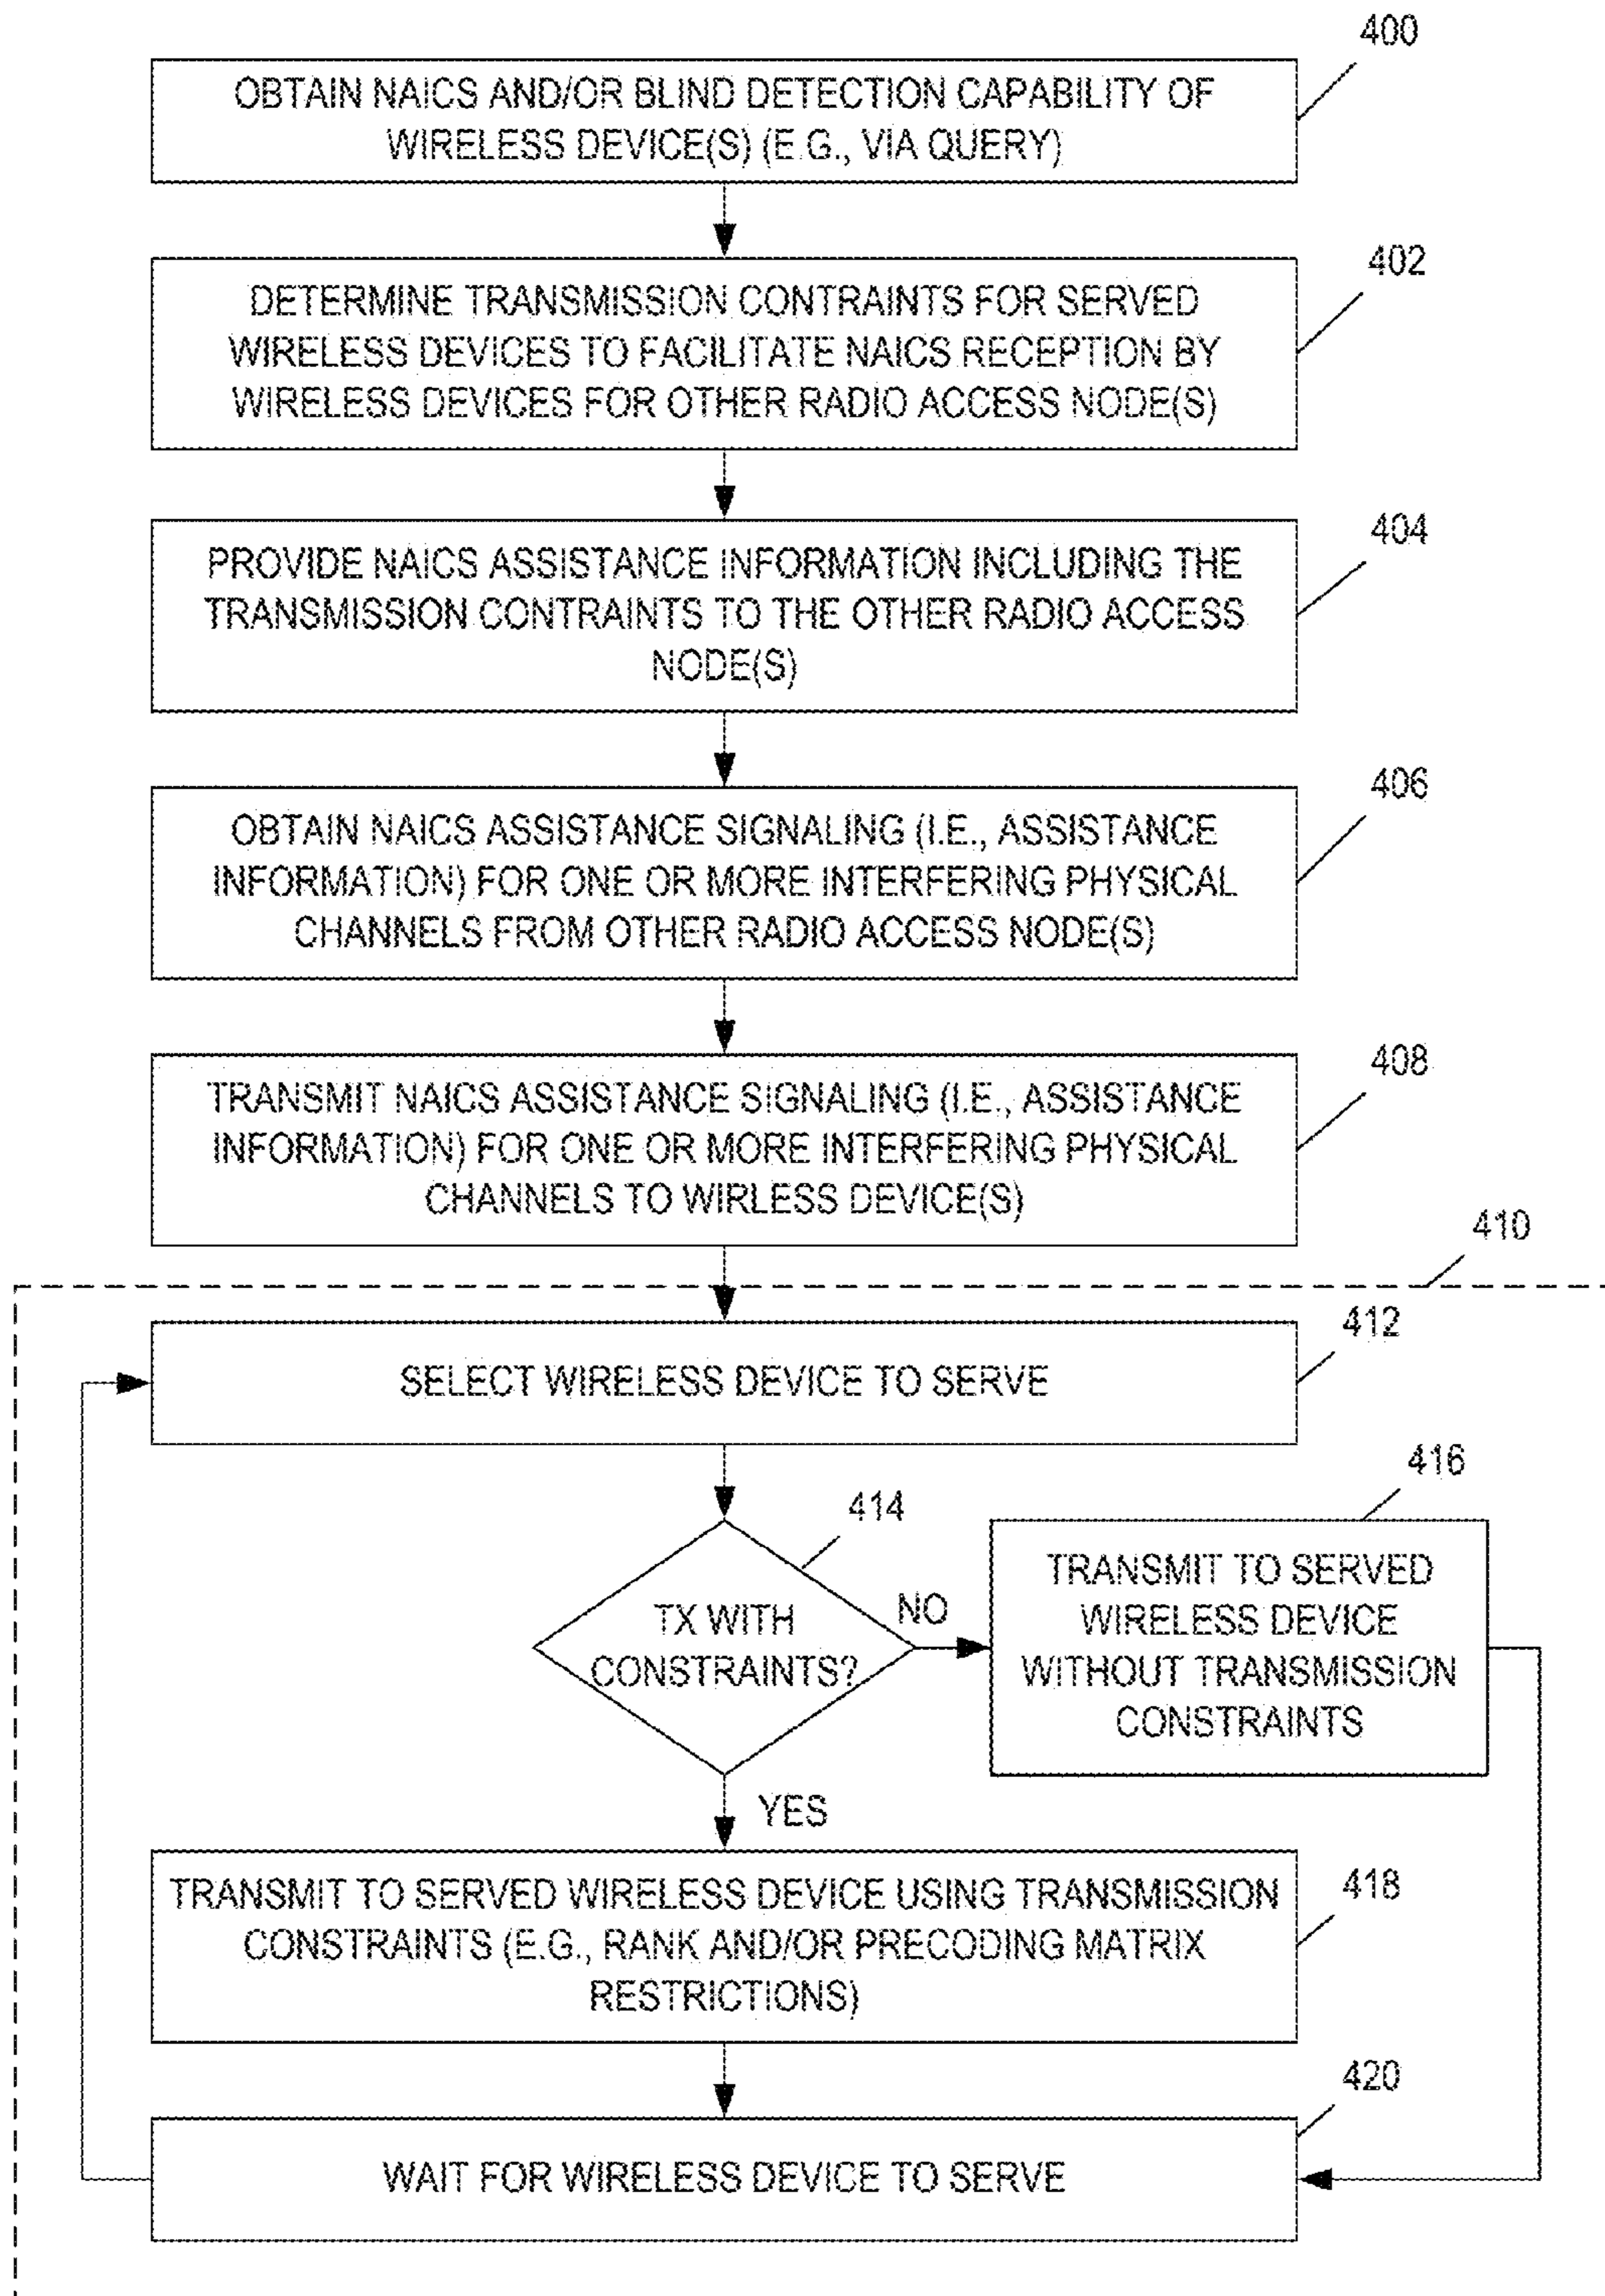 400
OBTAIN NAICS AND/OR BLIND DETECTION CAPABILITY OF
WIRELESS DEVICE(S) (E.G., VIA QUERY)
402
DETERMINE TRANSMISSION CONTRAINTS FOR SERVED
WIRELESS DEVICES TO FACILITATE NAICS RECEPTION BY
WIRELESS DEVICES FOR OTHER RADIO ACCESS NODE(S)
404
PROVIDE NAICS ASSISTANCE INFORMATION INCLUDING THE
TRANSMISSION CONTRAINTS TO THE OTHER RADIO ACCESS
NODE(S)
406
OBTAIN NAICS ASSISTANCE SIGNALING (I.E., ASSISTANCE
INFORMATION) FOR ONE OR MORE INTERFERING PHYSICAL
CHANNELS FROM OTHER RADIO ACCESS NODE(S)
408
TRANSMIT NAICS ASSISTANCE SIGNALING (I.E., ASSISTANCE
INFORMATION) FOR ONE OR MORE INTERFERING PHYSICAL
CHANNELS TO WIRLESS DEVICE(S)
410
412
SELECT WIRELESS DEVICE TO SERVE
414
TX WITH
CONSTRAINTS?
NO
416
TRANSMIT TO SERVED
WIRELESS DEVICE
WITHOUT TRANSMISSION
CONSTRAINTS
YES
418
TRANSMIT TO SERVED WIRELESS DEVICE USING TRANSMISSION
CONSTRAINTS (E.G., RANK AND/OR PRECODING MATRIX
RESTRICTIONS)
420
WAIT FOR WIRELESS DEVICE TO SERVE